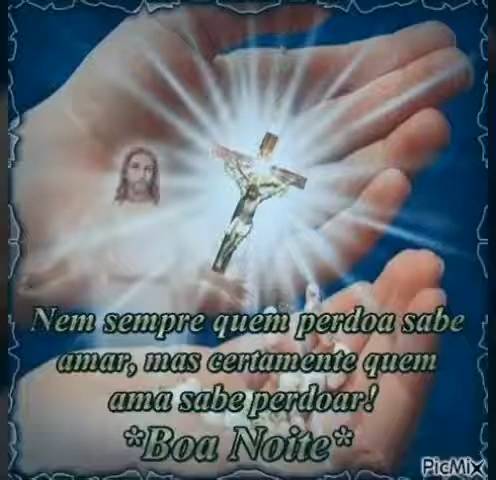 Nem sempre quem perdoa sabe
amar, mas certamente quem
ama sabe perdoar!
*Boa Noite*
PicMix